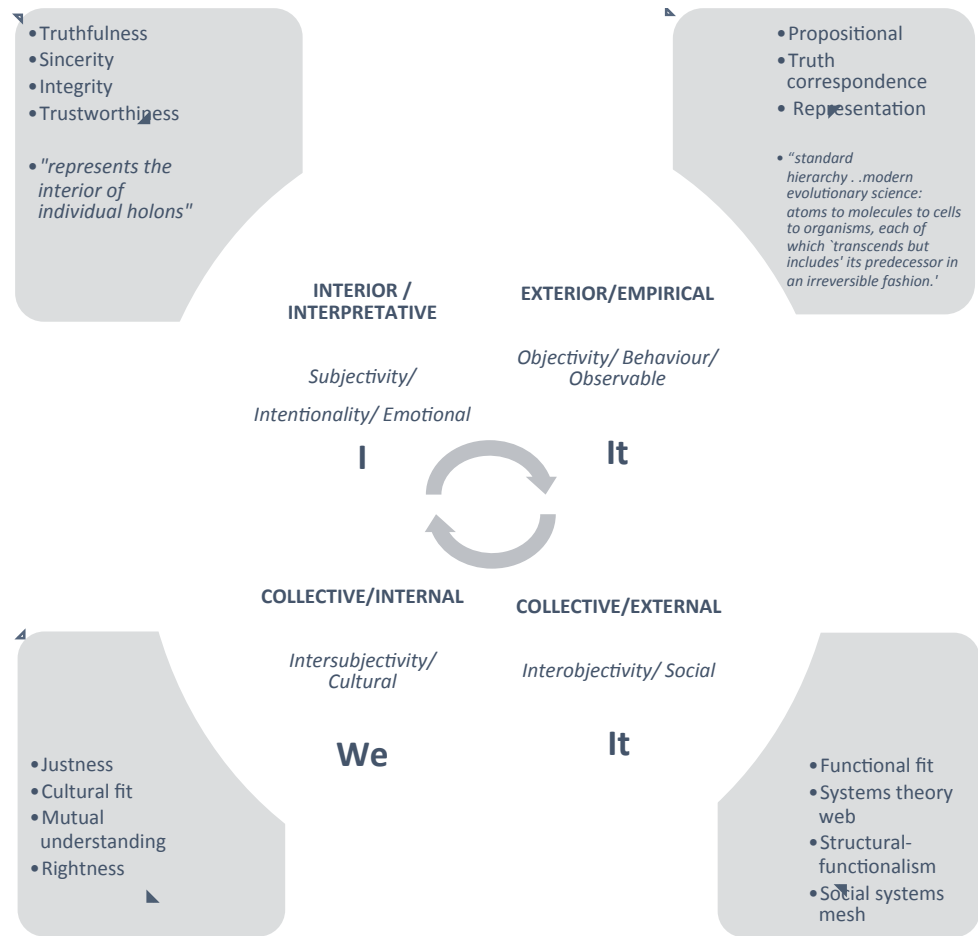 •Truthfulness
•Sincerity
•Integrity
•Trustworthiness
•"represents the
interior of
individual holons"
•Propositional
•Truth
correspondence
• Representation
• “standard
hierarchy . .modern
evolutionary science:
atoms to molecules to cells
to organisms, each of
which `transcends but
includes' its predecessor in
an irreversible fashion.'
INTERIOR /
INTERPRETATIVE
Subjectivity/
Intentionality/ Emotional
I
EXTERIOR/EMPIRICAL
Objectivity/ Behaviour/
Observable
It
COLLECTIVE/INTERNAL
Intersubjectivity/
Cultural
We
COLLECTIVE/EXTERNAL
Interobjectivity/ Social
It
•Justness
•Cultural fit
•Mutual
understanding
•Rightness
•Functional fit
•Systems theory
web
•Structural-
functionalism
•Social systems
mesh